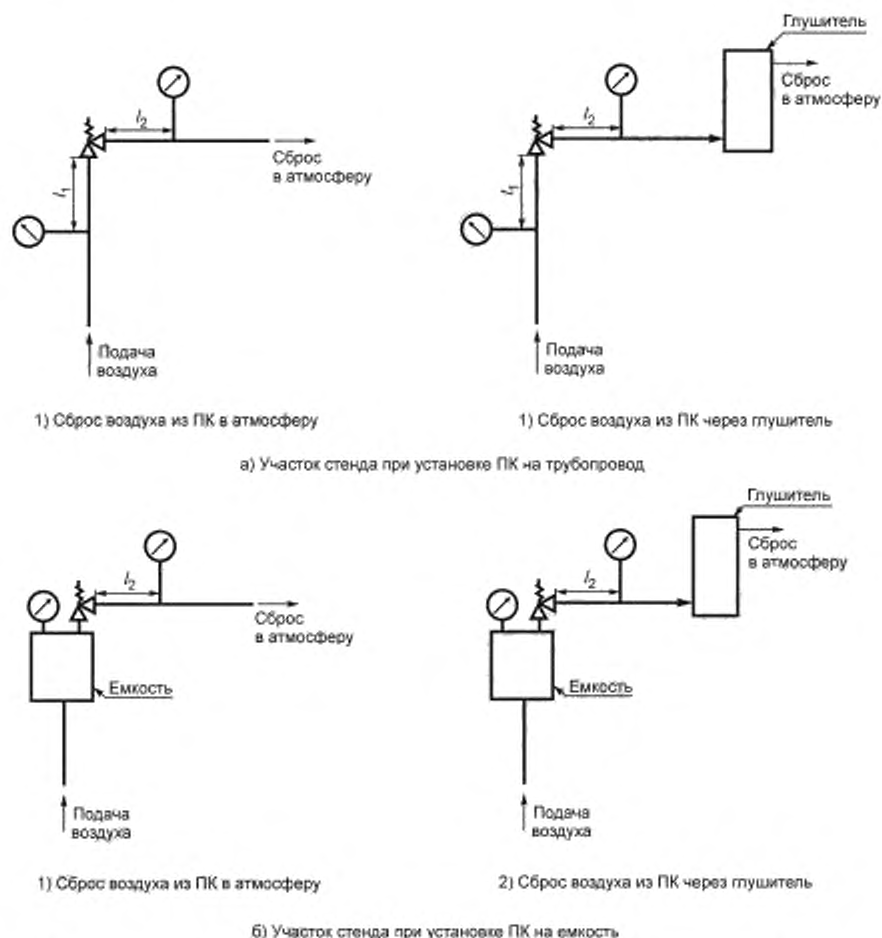 l2
Сброс
в атмосферу
l1
Подача
воздуха
1) Сброс воздуха из ПК в атмосферу
Глушитель
Сброс
в атмосферу
l2
l1
Подача
воздуха
1) Сброс воздуха из ПК через глушитель
а) Участок стенда при установке ПК на трубопровод
l2
Сброс
в атмосферу
Емкость
Подача
воздуха
1) Сброс воздуха из ПК в атмосферу
Глушитель
Сброс
в атмосферу
l2
Емкость
Подача
воздуха
2) Сброс воздуха из ПК через глушитель
б) Участок стенда при установке ПК на емкость